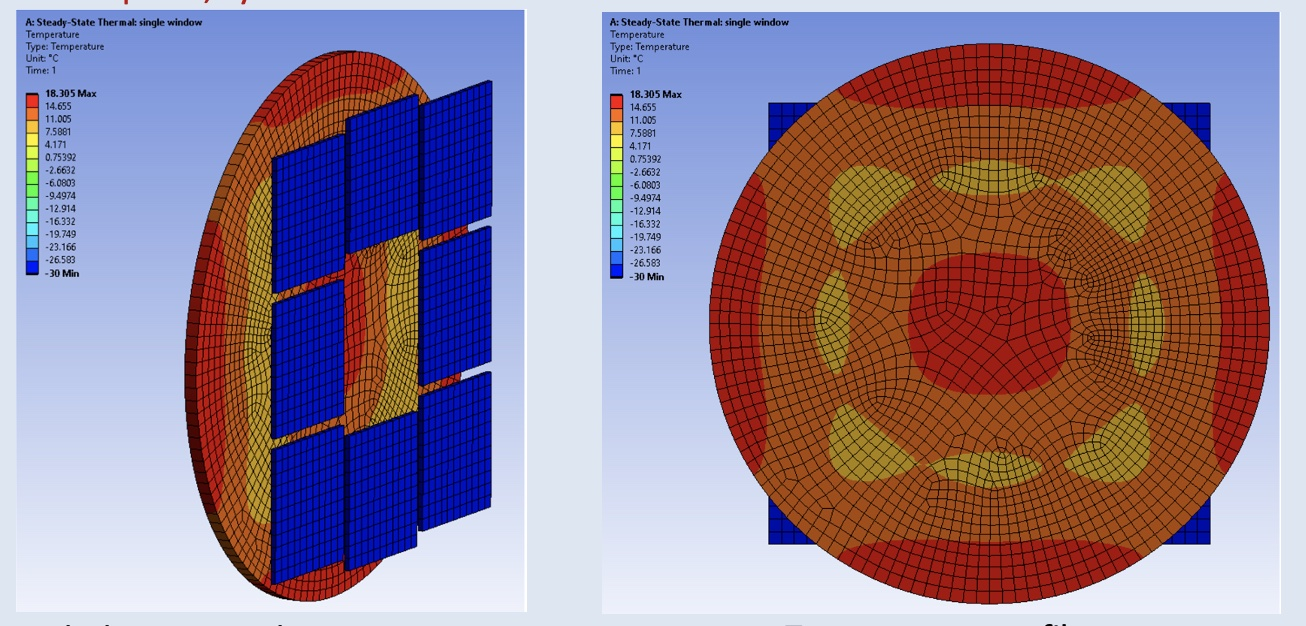 A: Steady-State Thermal: single window
Temperature
Type: Temperature
Unit: °C
Time: 1
18.305 Max
14.655
11.005
7.5881
4.171
0.75392
-2.6632
-6.0803
-9.4974
-12.914
-16.332
-19.749
-23.166
-26.583
-30 Min
A: Steady-State Thermal: single window
Temperature
Type: Temperature
Unit: °C
Time: 1
18.305 Max
14.655
11.005
7.5881
4.171
0.75392
-2.6632
-6.0803
-9.4974
-12.914
-16.332
-19.749
-23.166
-26.583
-30 Min